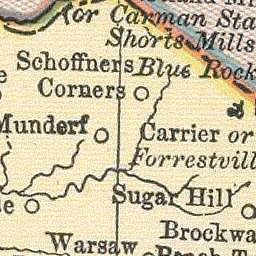 or Carman Sta
Shorts Mills
Schoffners Blue Rock
Corners
Munderf
Carrier or
Forrestvill
Sugar Hill
Brockwa
Warsaw